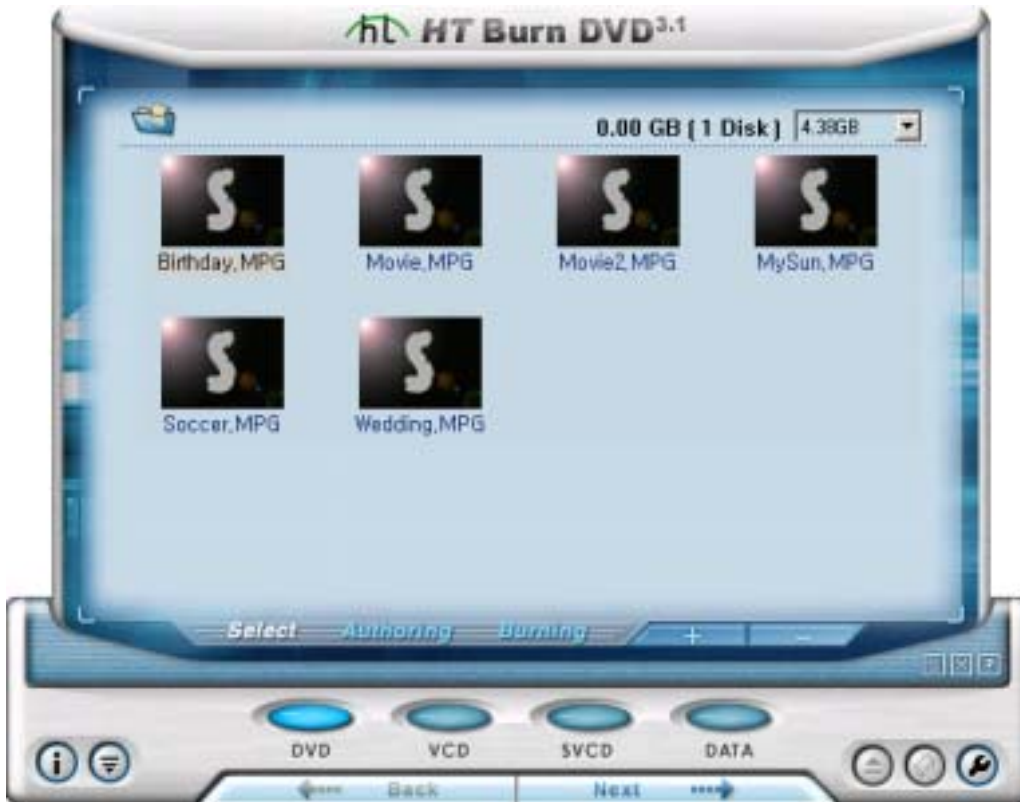 ht HT Burn DVD3.1
0.00 GB ( 1 Disk ) 4.38GB
S S S S
Birthday.MPG Movie.MPG Movie2.MPG MySun.MPG
S S
Soccer.MPG Wedding.MPG
Select Authoring Burning + −
DVD VCD SVCD DATA
i
Back Next